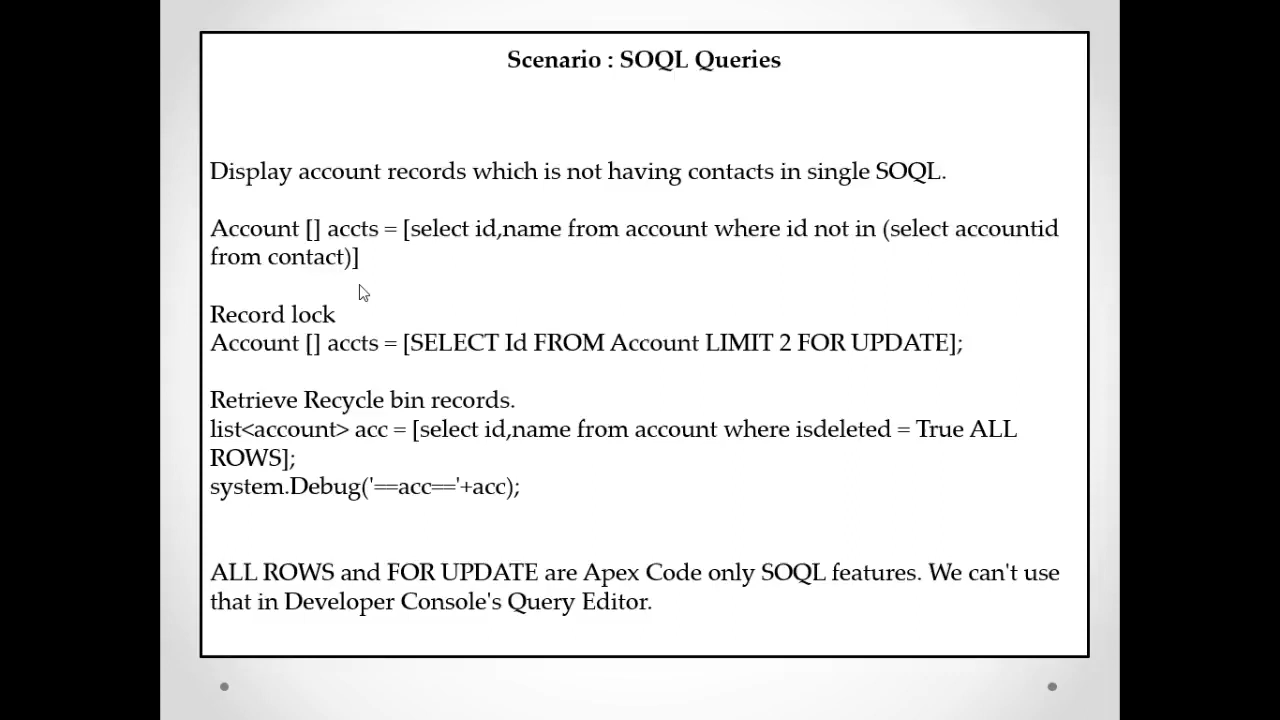 Scenario : SOQL Queries
Display account records which is not having contacts in single SOQL.
Account [] accts = [select id,name from account where id not in (select accountid
from contact)]
Record lock
Account [] accts = [SELECT Id FROM Account LIMIT 2 FOR UPDATE];
Retrieve Recycle bin records.
list<account> acc = [select id,name from account where isdeleted = True ALL
ROWS];
system.Debug('==acc=='+acc);
ALL ROWS and FOR UPDATE are Apex Code only SOQL features. We can't use
that in Developer Console's Query Editor.